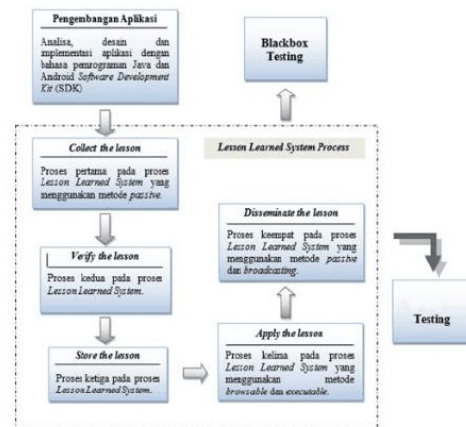 Pengembangan Aplikasi
Analisa, desain dan
implementasi aplikasi dengan
bahasa pemrograman Java dan
Android Software Development
Kit (SDK)
Blackbox
Testing
Lesson Learned System Process
Collect the lesson
Proses pertama pada proses
Lesson Learned System yang
menggunakan metode passive.
Verify the lesson
Proses kedua pada proses
Lesson Learned System.
Store the lesson
Proses ketiga pada proses
Lesson Learned System.
Disseminate the lesson
Proses keempat pada proses
Lesson Learned System yang
menggunakan metode passive
dan broadcasting.
Apply the lesson
Proses kelima pada proses
Lesson Learned System yang
menggunakan metode
browsable dan executable.
Testing